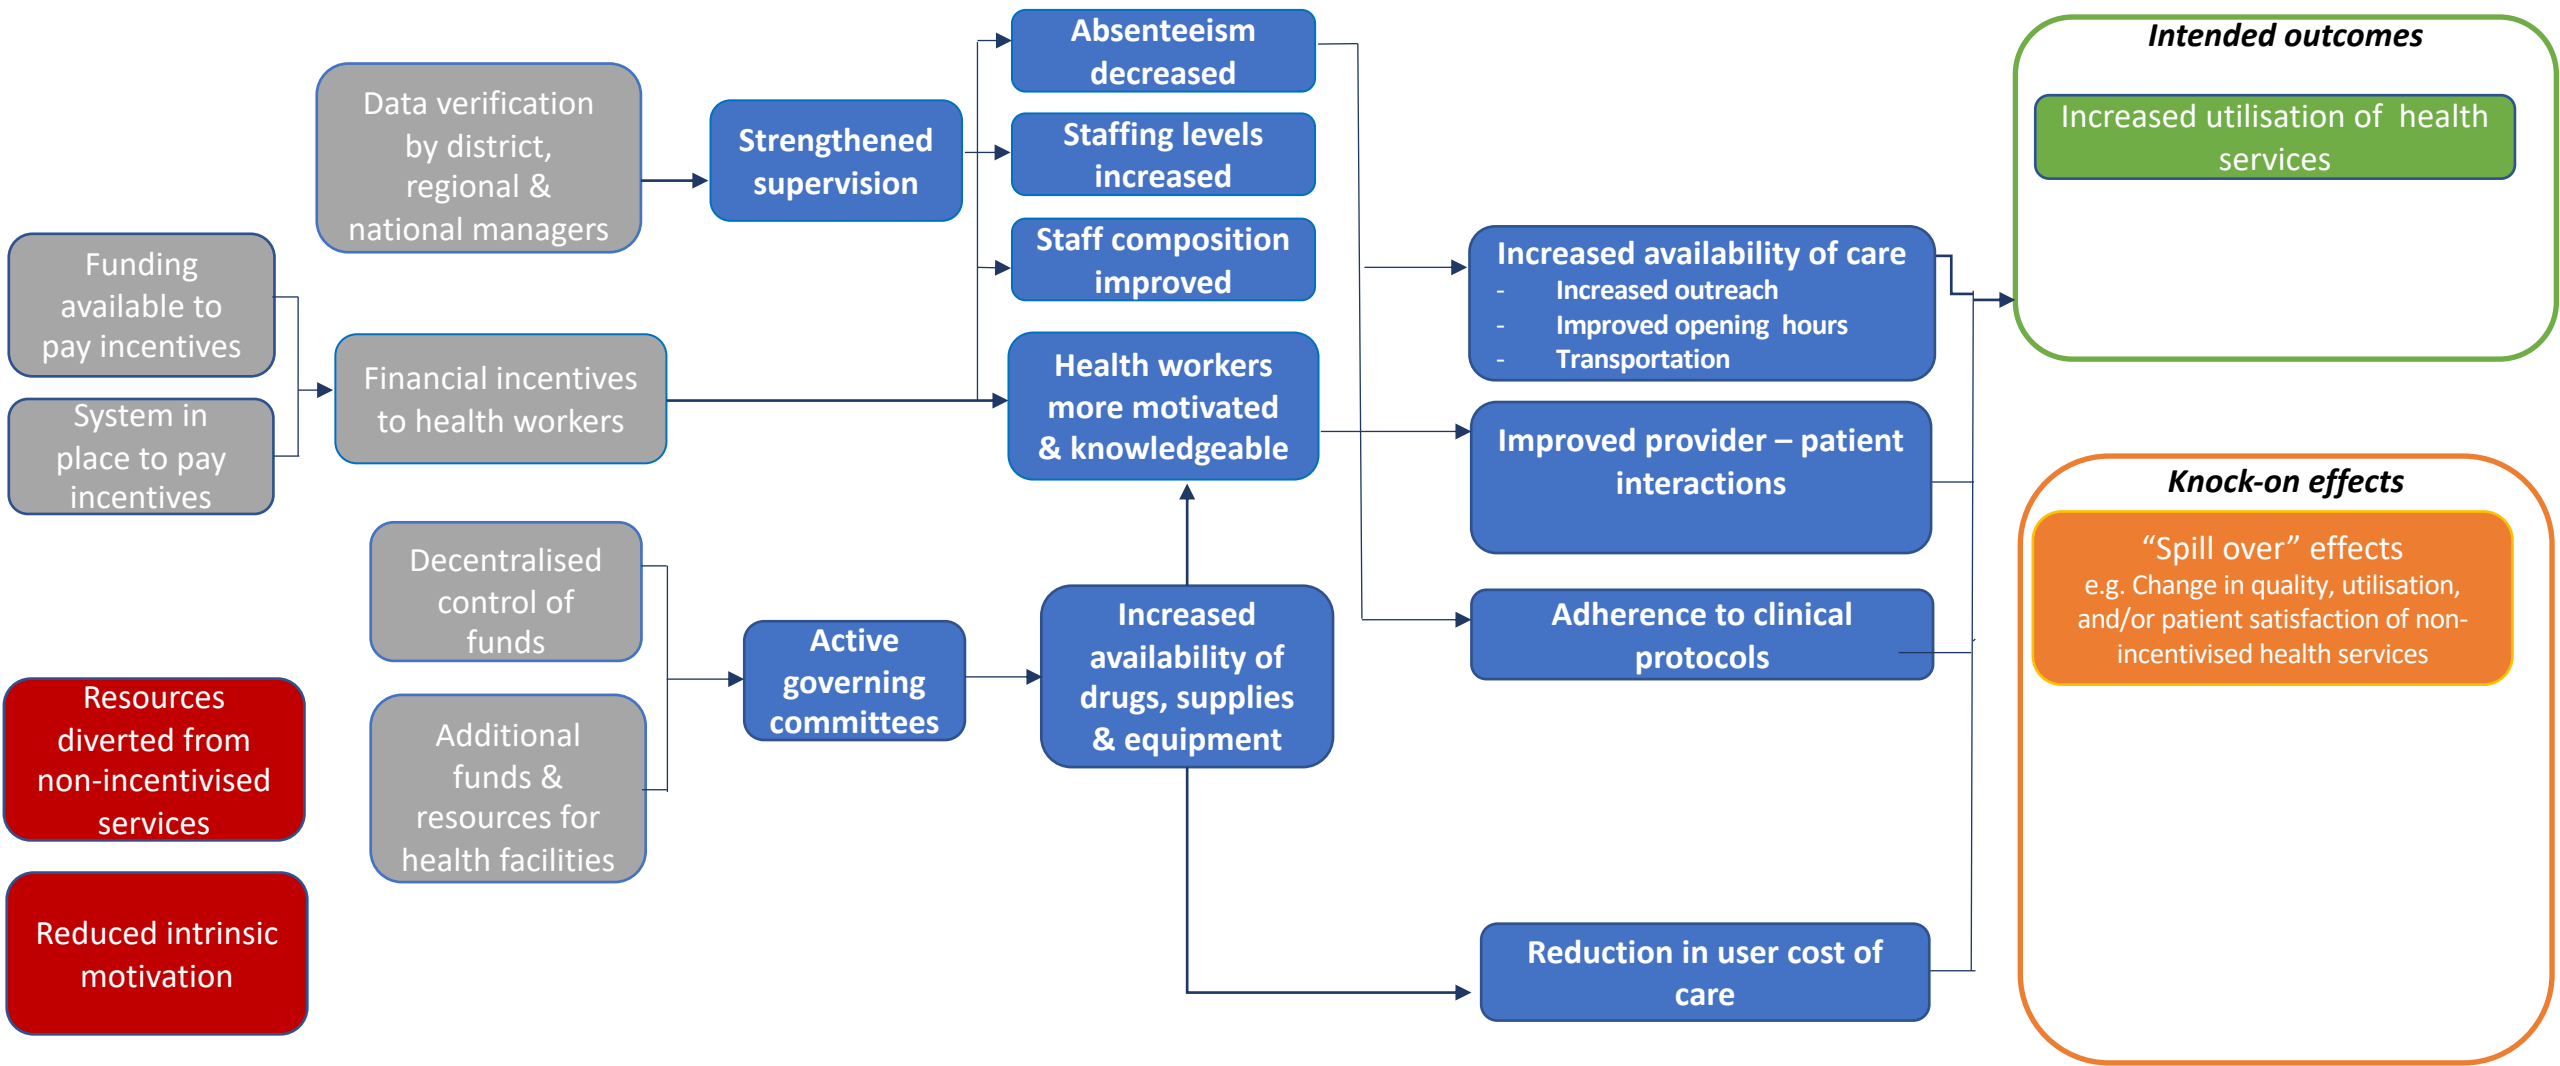 Funding
available to
pay incentives
System in
place to pay
incentives
Resources
diverted from
non-incentivised
services
Reduced intrinsic
motivation
Data verification
by district,
regional &
national managers
Financial incentives
to health workers
Decentralised
control of
funds
Additional
funds &
resources for
health facilities
Strengthened
supervision
Active
governing
committees
Absenteeism
decreased
Staffing levels
increased
Staff composition
improved
Health workers
more motivated
& knowledgeable
Increased
availability of
drugs, supplies
& equipment
Increased availability of care
- Increased outreach
- Improved opening hours
- Transportation
Improved provider – patient
interactions
Adherence to clinical
protocols
Reduction in user cost of
care
Intended outcomes
Increased utilisation of health
services
Knock-on effects
“Spill over” effects
e.g. Change in quality, utilisation,
and/or patient satisfaction of non-
incentivised health services